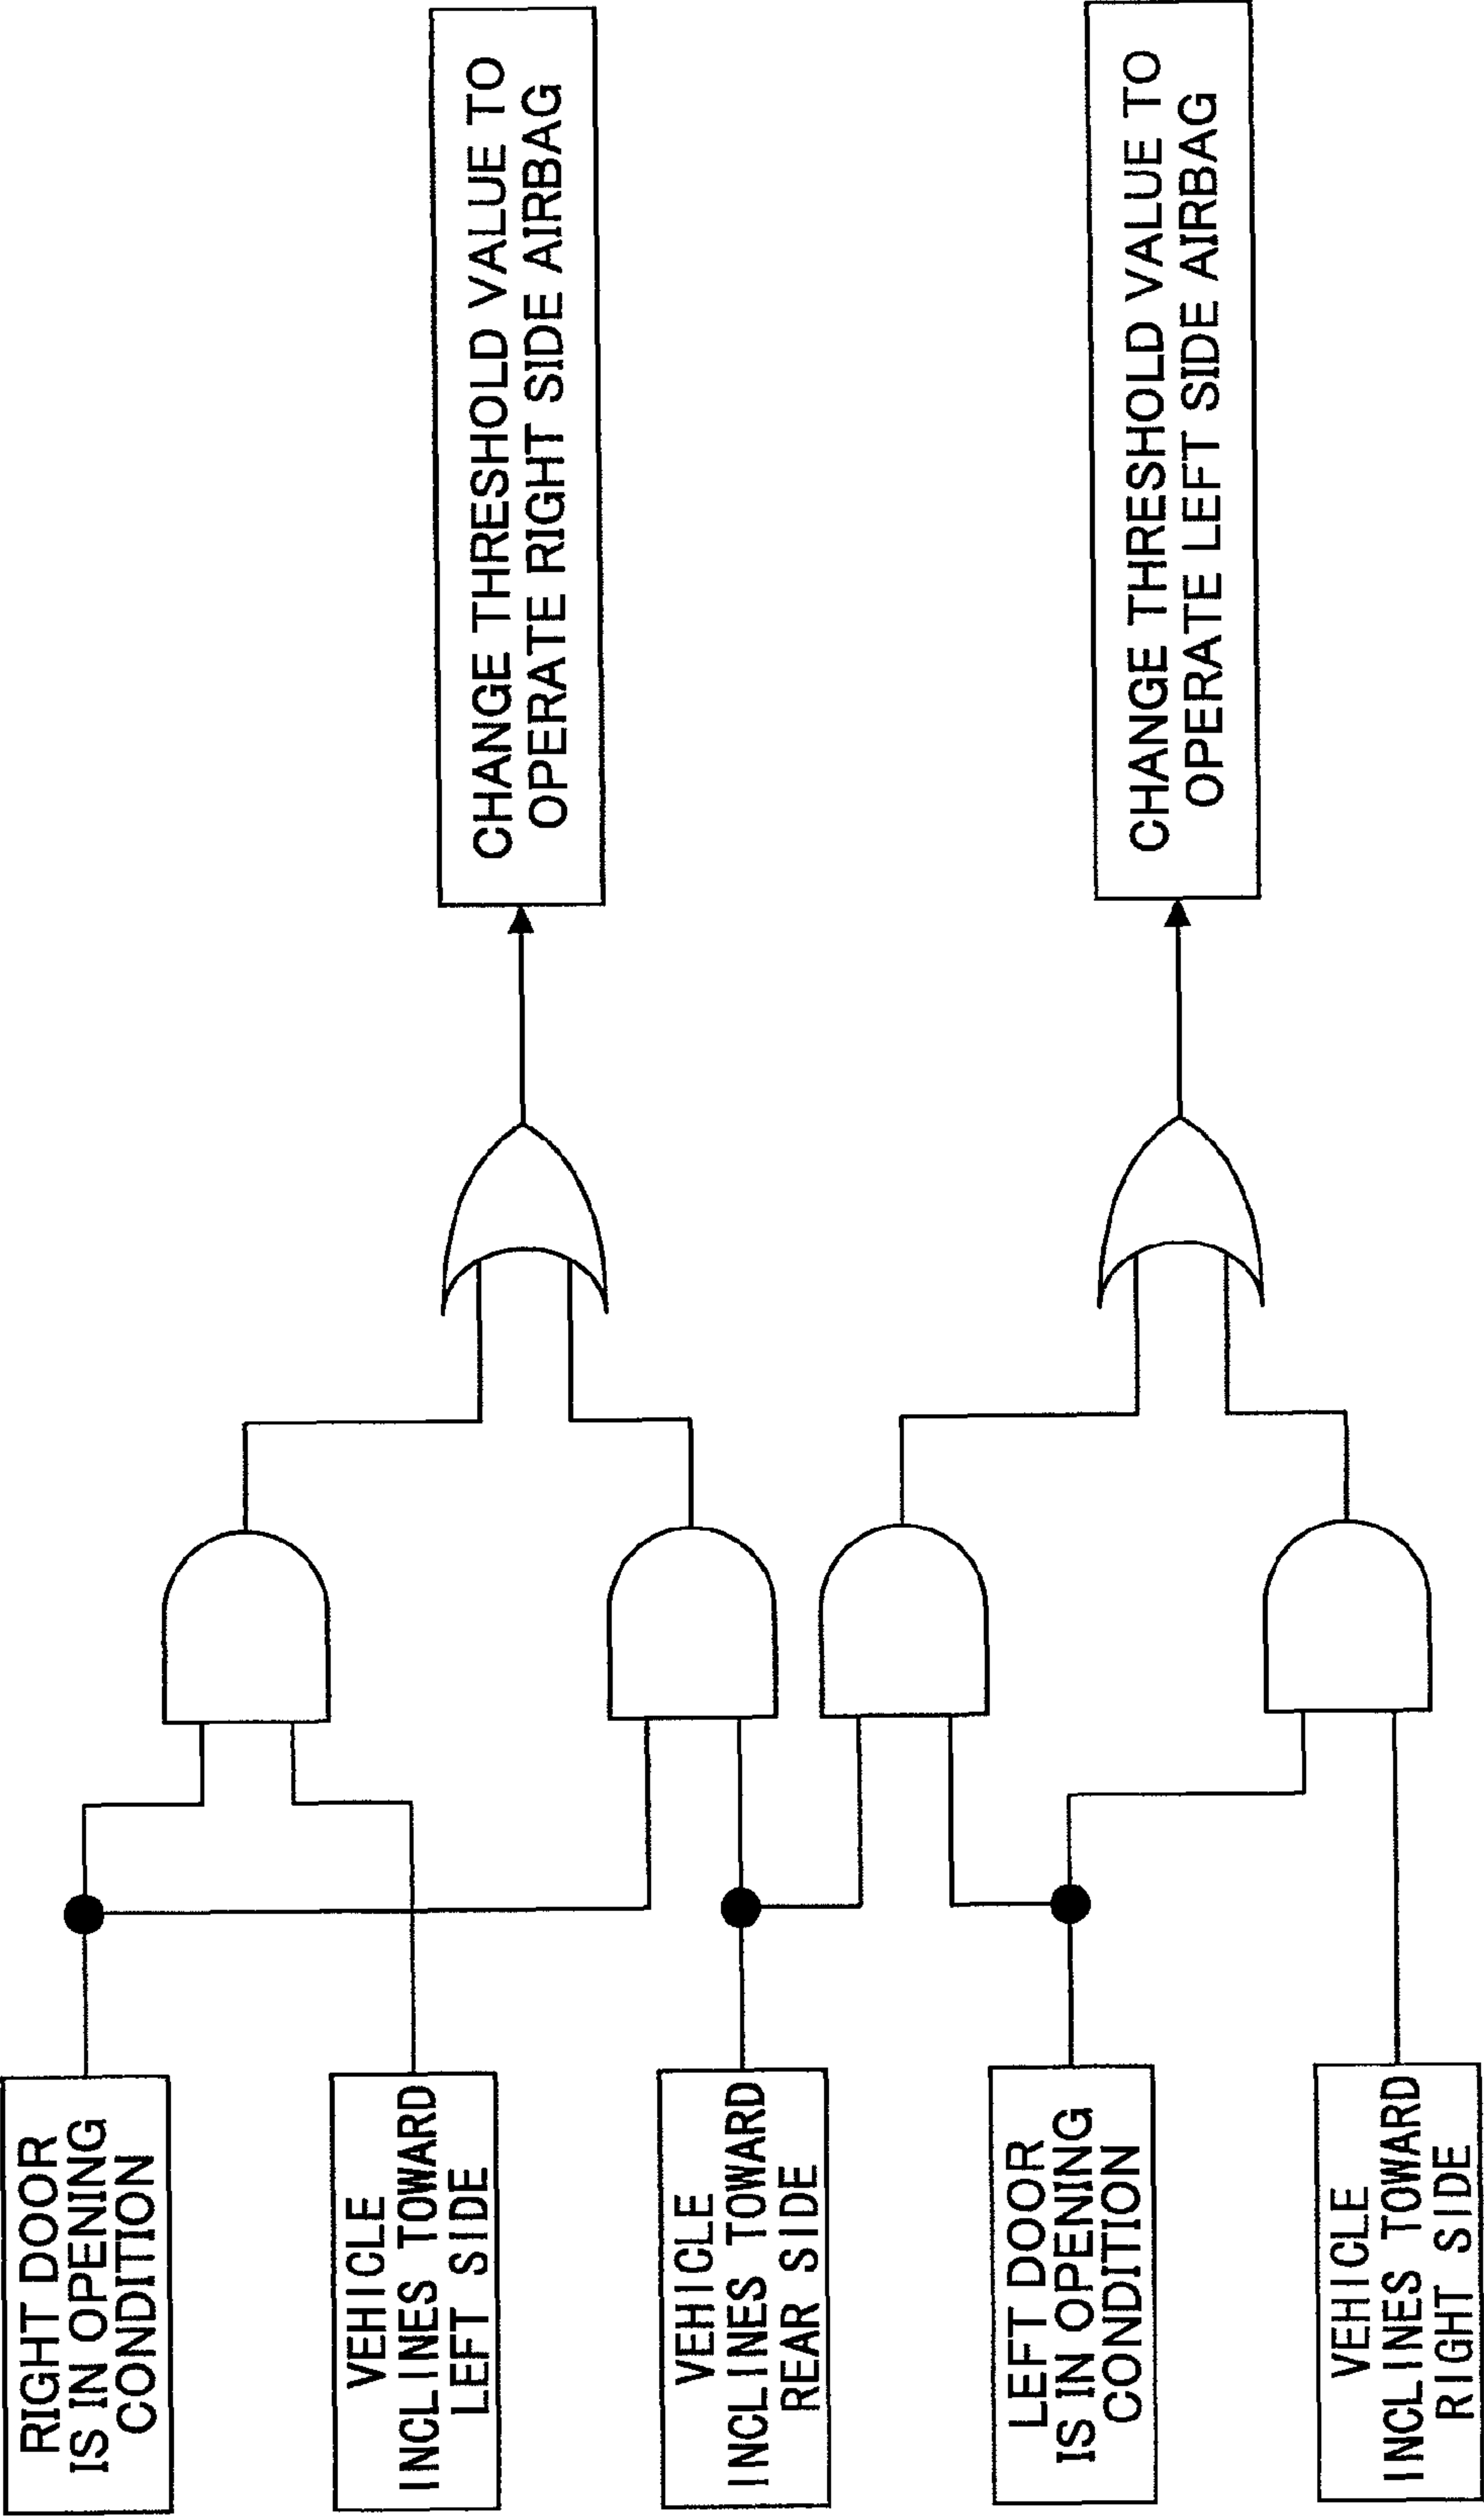 RIGHT DOOR
IS IN OPENING
CONDITION
VEHICLE
INCLINES TOWARD
LEFT SIDE
VEHICLE
INCLINES TOWARD
REAR SIDE
LEFT DOOR
IS IN OPENING
CONDITION
VEHICLE
INCLINES TOWARD
RIGHT SIDE
CHANGE THRESHOLD VALUE TO
OPERATE RIGHT SIDE AIRBAG
CHANGE THRESHOLD VALUE TO
OPERATE LEFT SIDE AIRBAG